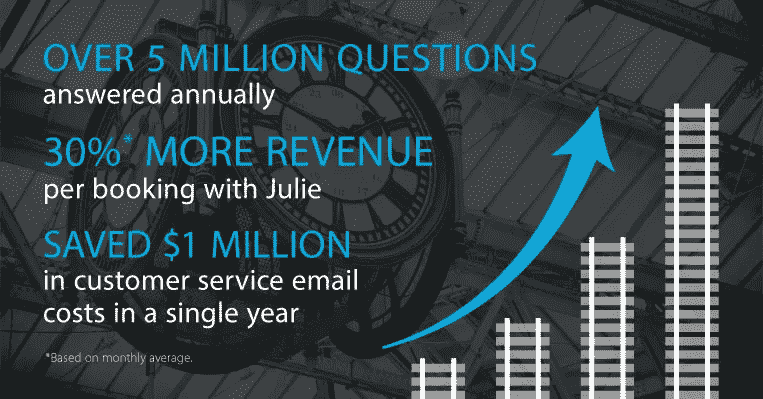 OVER 5 MILLION QUESTIONS
answered annually
30%* MORE REVENUE
per booking with Julie
SAVED $1 MILLION
in customer service email
costs in a single year
*Based on monthly average.